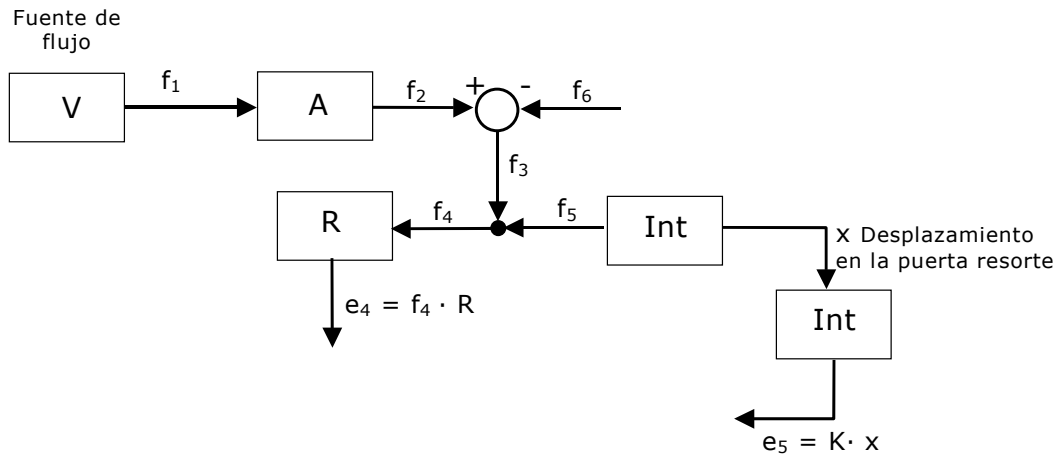 Fuente de
flujo
V
f₁
A
f₂
+
-
f₆
f₃
R
f₄
f₅
Int
x Desplazamiento
en la puerta resorte
e₄ = f₄ · R
Int
e₅ = K· x